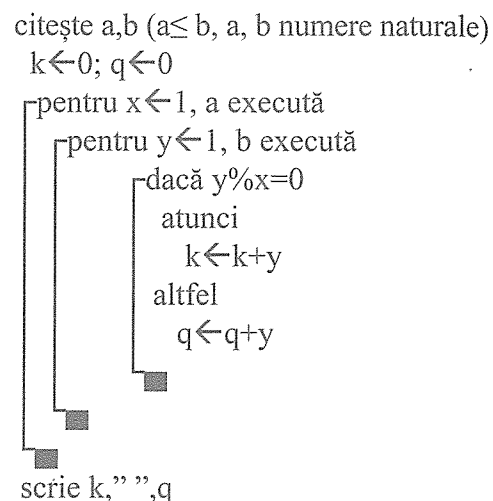 citește a,b (a≤ b, a, b numere naturale)
k←0; q←0
pentru x←1, a execută
pentru y←1, b execută
dacă y%x=0
atunci
k←k+y
altfel
q←q+y
scrie k,” ”,q